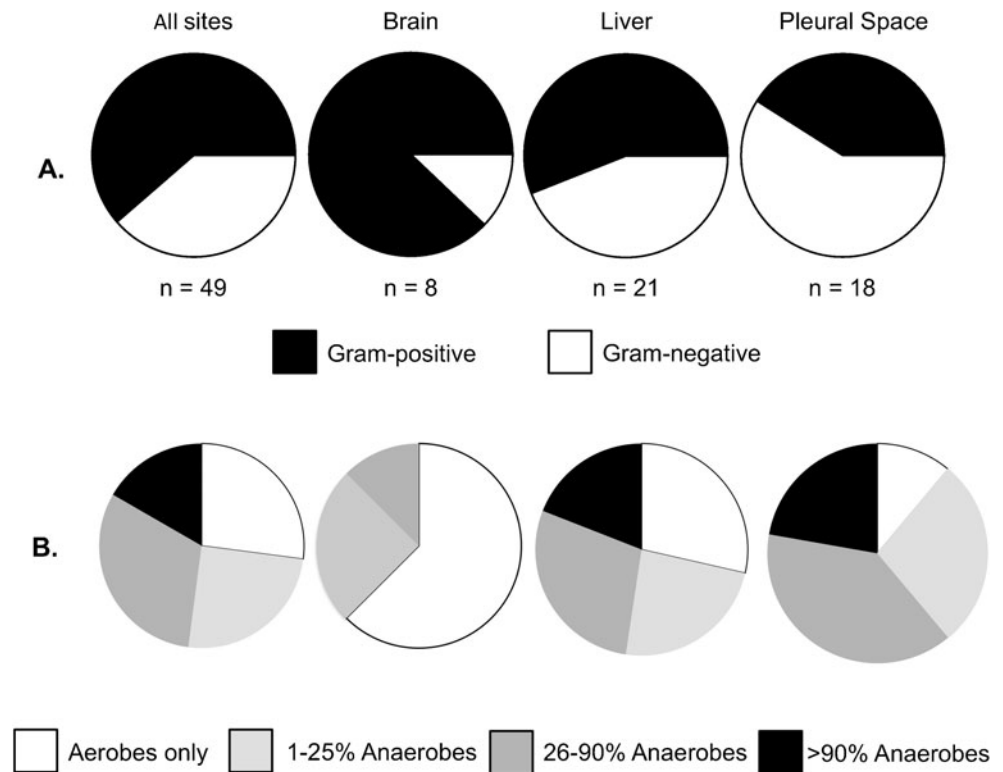 All sites Brain Liver Pleural Space
A.
n = 49 n = 8 n = 21 n = 18
Gram-positive Gram-negative
B.
Aerobes only 1-25% Anaerobes 26-90% Anaerobes >90% Anaerobes